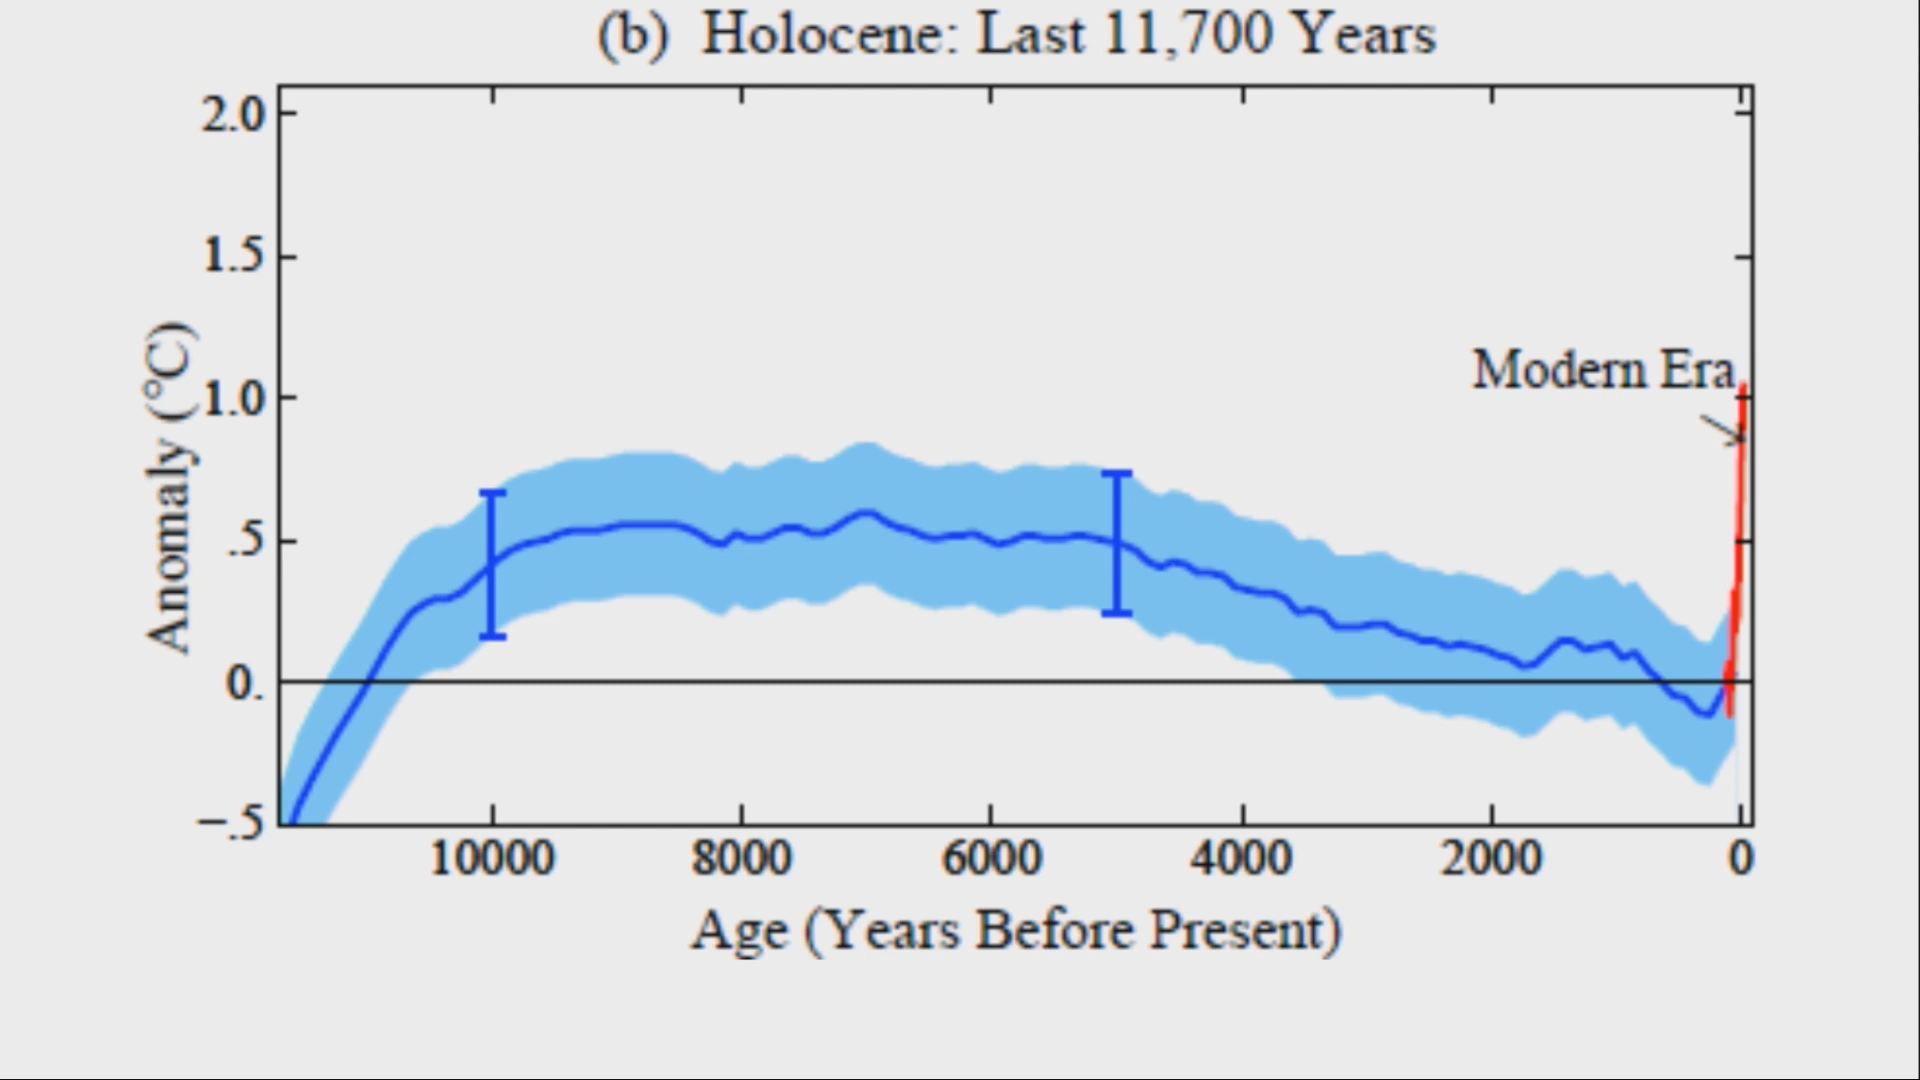 (b) Holocene: Last 11,700 Years
2.0
1.5
1.0
.5
0.
−.5
Anomaly (°C)
Modern Era
10000 8000 6000 4000 2000 0
Age (Years Before Present)